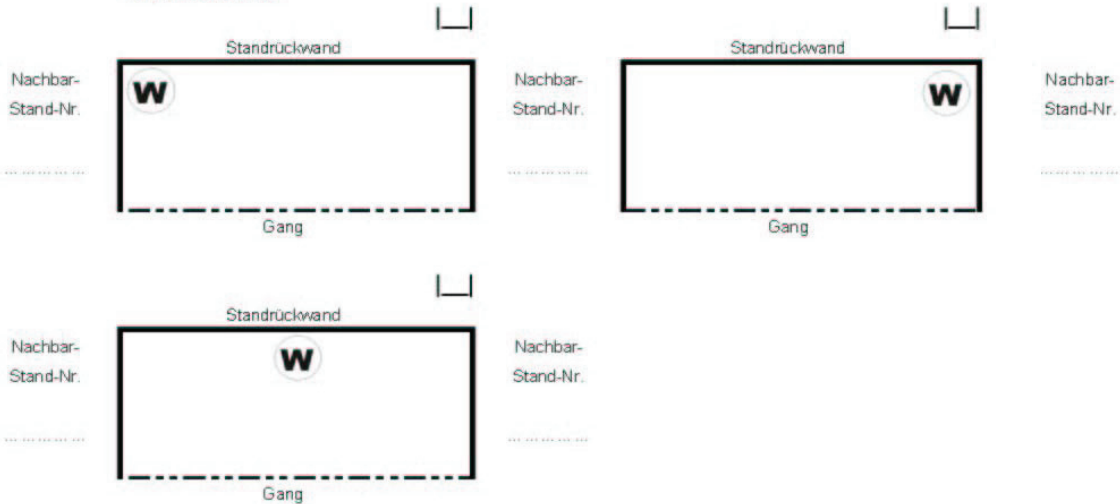 Standrückwand
Nachbar-
Stand-Nr.
W
Nachbar-
Stand-Nr.
……………
……………
Gang
Standrückwand
W
Nachbar-
Stand-Nr.
……………
Gang
Standrückwand
Nachbar-
Stand-Nr.
W
Nachbar-
Stand-Nr.
……………
……………
Gang